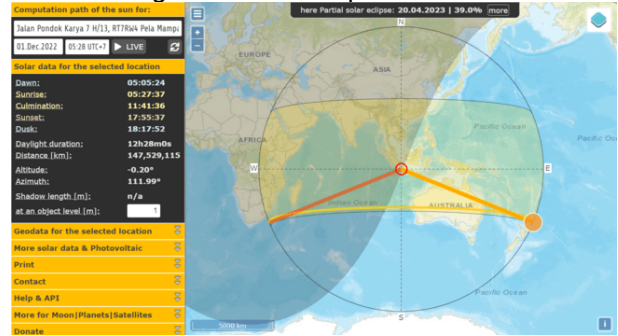 Computation path of the sun for:
Jalan Pondok Karya 7 H/13, RT7RW4 Pela Mampa
01.Dec.2022 05:28 UTC+7 LIVE
Solar data for the selected location
Dawn: 05:05:24
Sunrise: 05:27:37
Culmination: 11:41:36
Sunset: 17:55:37
Dusk: 18:17:52
Daylight duration: 12h28m0s
Distance [km]: 147,529,115
Altitude: -0.20°
Azimuth: 111.99°
Shadow length [m]: n/a
at an object level [m]: 1
Geodata for the selected location
More solar data & Photovoltaic
Print
Contact
Help & API
More for Moon|Planets|Satellites
Donate
here Partial solar eclipse: 20.04.2023 | 39.0% more
+
-
N
EUROPE
ASIA
Pacific Ocean
Pacific Oc
AFRICA
W
E
Indian Ocean
AUSTRALIA
Pacific Ocean
S
5000 km
i